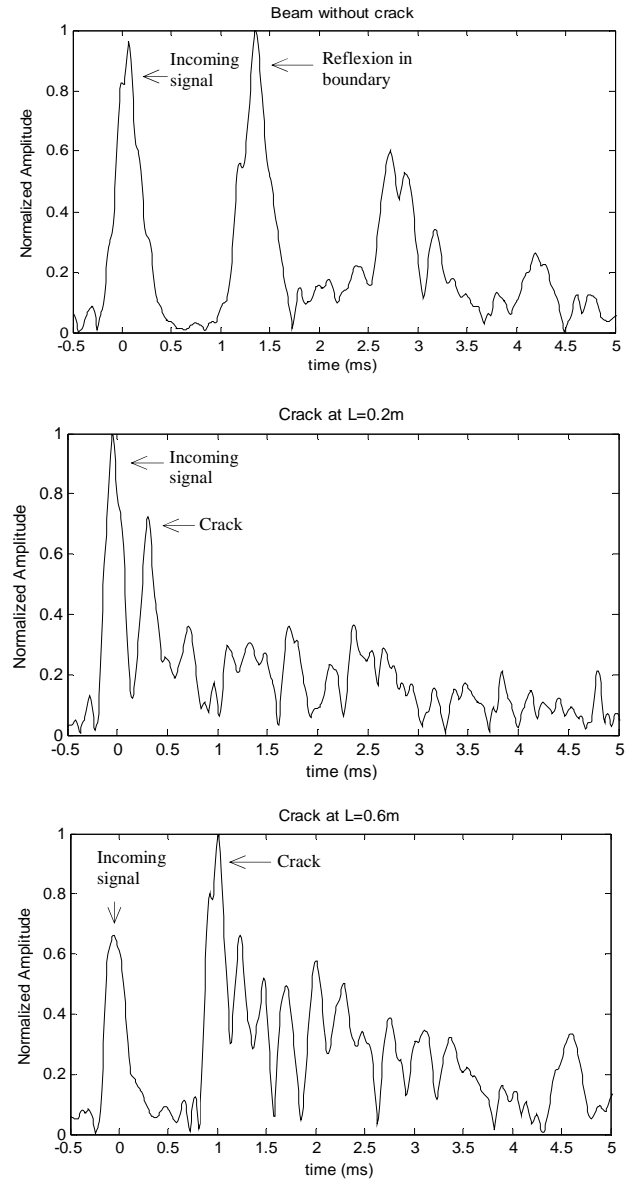 Beam without crack
Incoming
signal
Reflexion in
boundary
Normalized Amplitude
1
0.8
0.6
0.4
0.2
0
-0.5 0 0.5 1 1.5 2 2.5 3 3.5 4 4.5 5
time (ms)
Crack at L=0.2m
Incoming
signal
Crack
Normalized Amplitude
1
0.8
0.6
0.4
0.2
0
-0.5 0 0.5 1 1.5 2 2.5 3 3.5 4 4.5 5
time (ms)
Crack at L=0.6m
Incoming
signal
Crack
Normalized Amplitude
1
0.8
0.6
0.4
0.2
0
-0.5 0 0.5 1 1.5 2 2.5 3 3.5 4 4.5 5
time (ms)